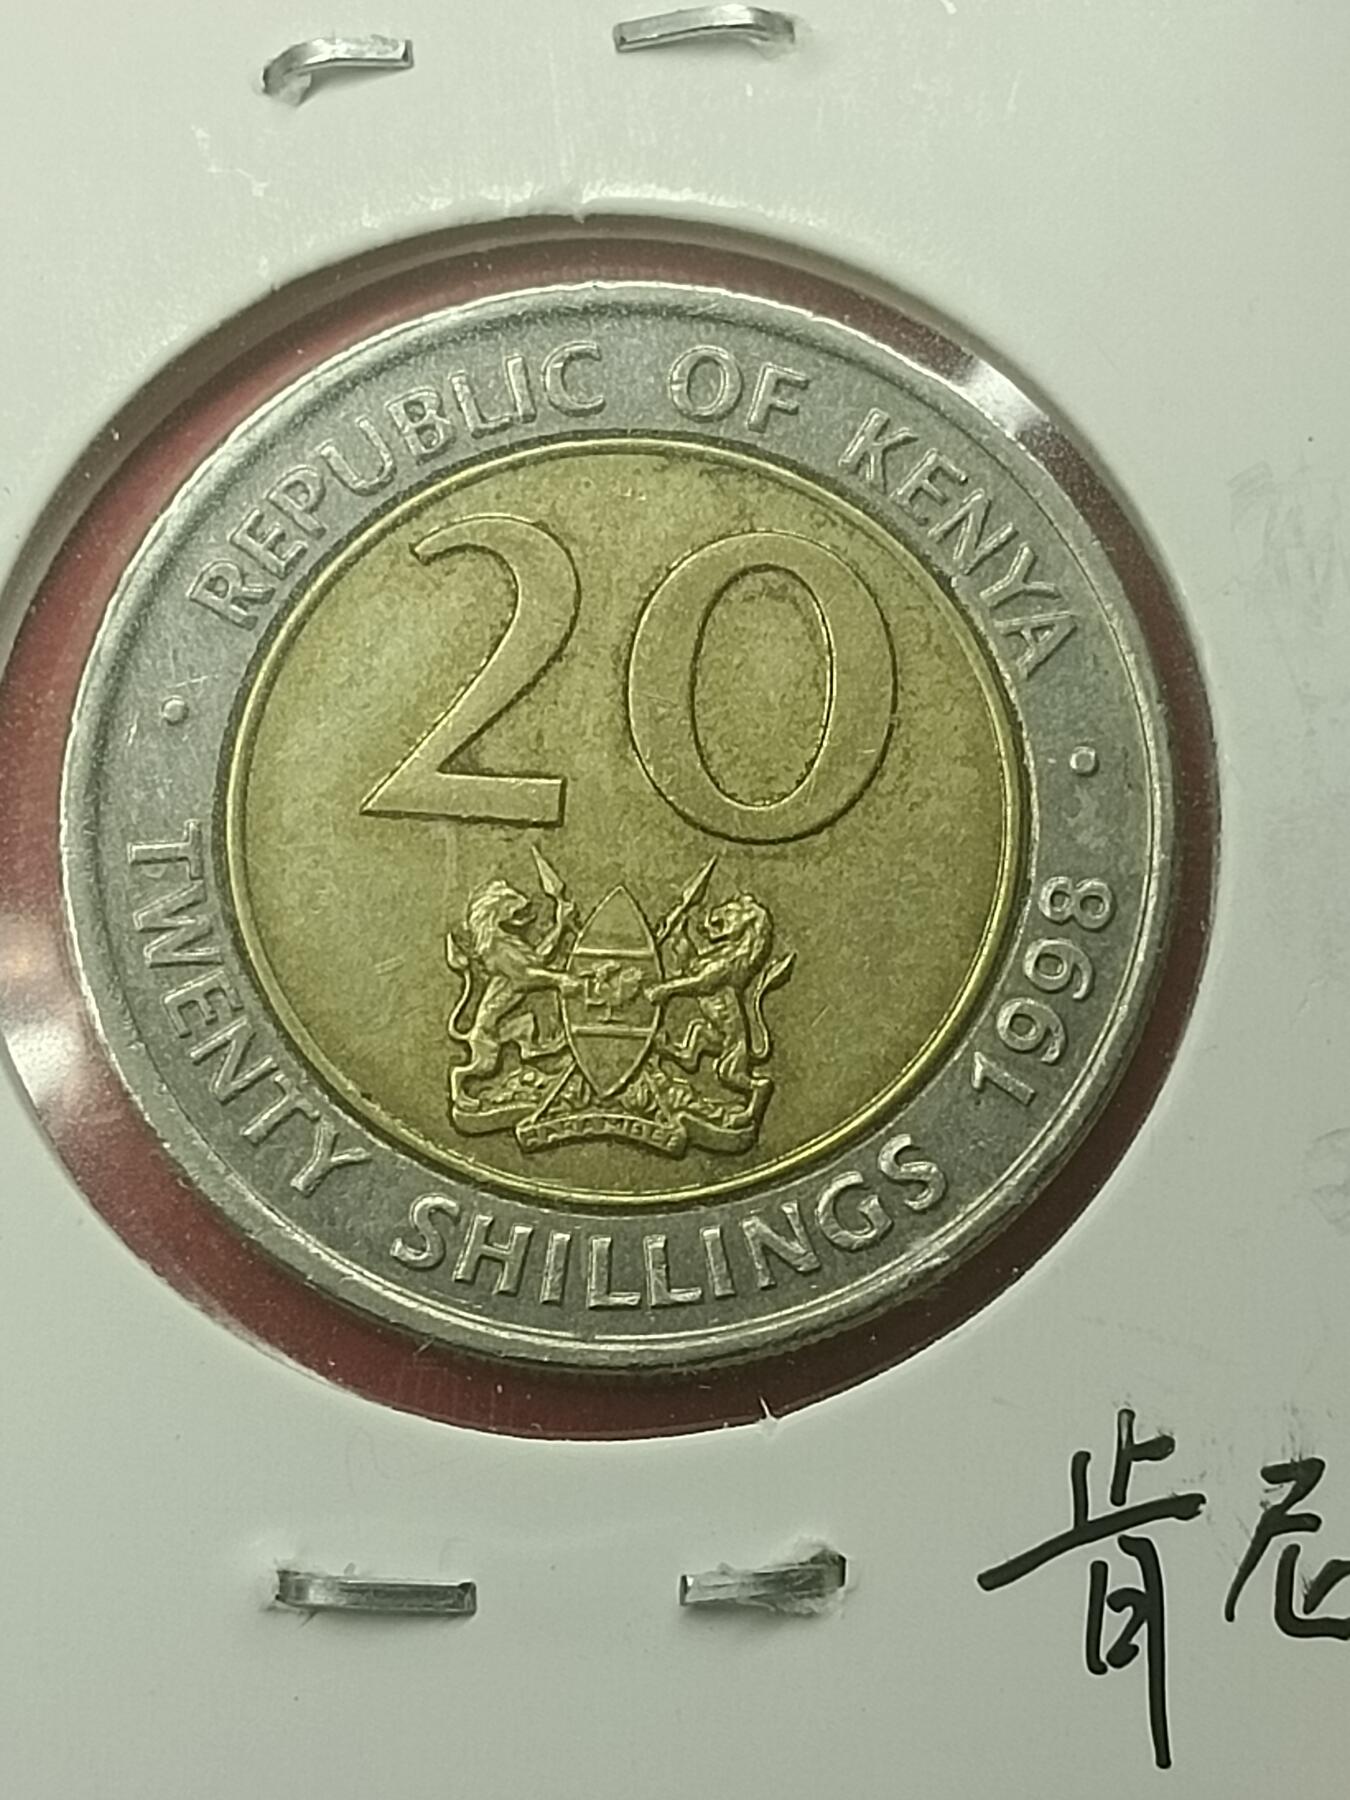 REPUBLIC OF KENYA
20
HARAMBEE
TWENTY SHILLINGS 1998
肯尼